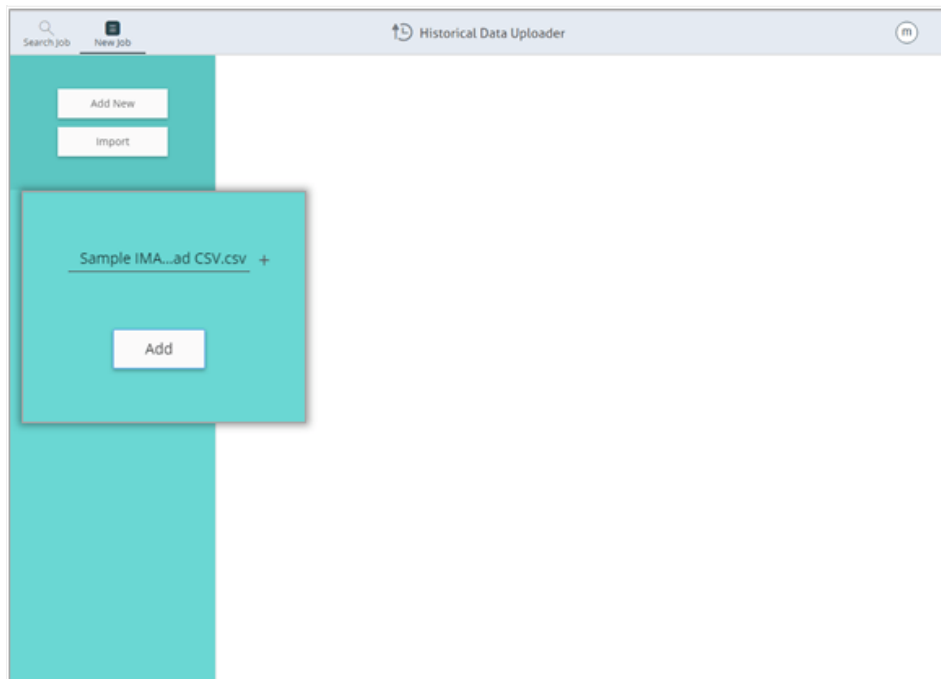 Search Job
New Job
Historical Data Uploader
m
Add New
Import
Sample IMA...ad CSV.csv +
Add